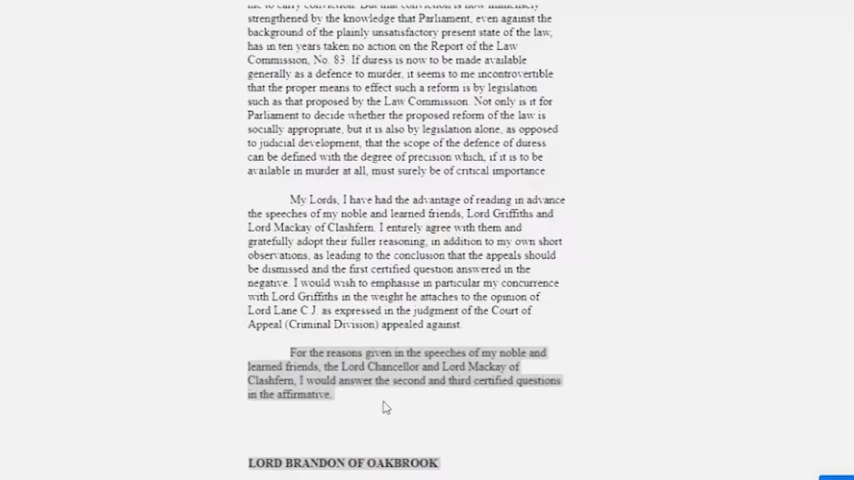 strengthened by the knowledge that Parliament, even against the
background of the plainly unsatisfactory present state of the law,
has in ten years taken no action on the Report of the Law
Commission, No. 83. If duress is now to be made available
generally as a defence to murder, it seems to me incontrovertible
that the proper means to effect such a reform is by legislation
such as that proposed by the Law Commission. Not only is it for
Parliament to decide whether the proposed reform of the law is
socially appropriate, but it is also by legislation alone, as opposed
to judicial development, that the scope of the defence of duress
can be defined with the degree of precision which, if it is to be
available in murder at all, must surely be of critical importance
My Lords, I have had the advantage of reading in advance
the speeches of my noble and learned friends, Lord Griffiths and
Lord Mackay of Clashfern. I entirely agree with them and
gratefully adopt their fuller reasoning, in addition to my own short
observations, as leading to the conclusion that the appeals should
be dismissed and the first certified question answered in the
negative. I would wish to emphasise in particular my concurrence
with Lord Griffiths in the weight he attaches to the opinion of
Lord Lane C J. as expressed in the judgment of the Court of
Appeal (Criminal Division) appealed against
For the reasons given in the speeches of my noble and
learned friends, the Lord Chancellor and Lord Mackay of
Clashfern, I would answer the second and third certified questions
in the affirmative.
LORD BRANDON OF OAKBROOK